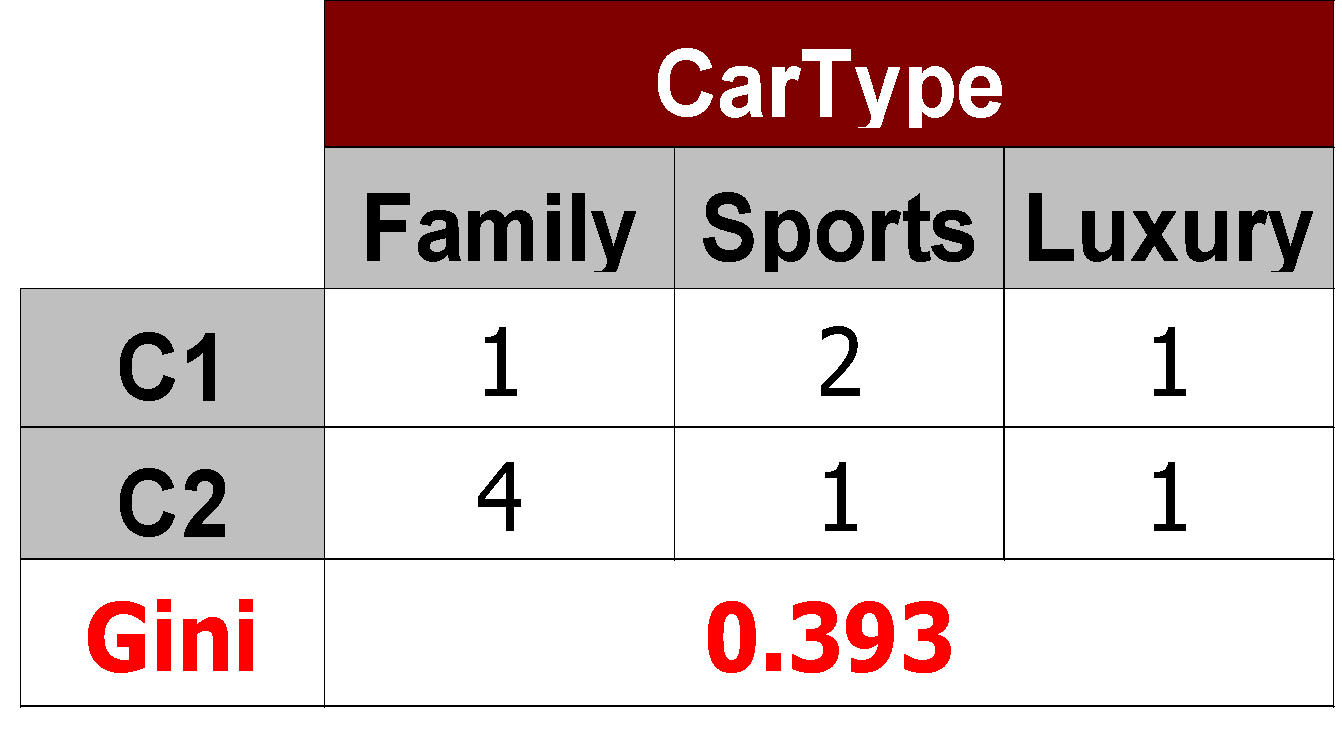 CarType
Family Sports Luxury
C1 1 2 1
C2 4 1 1
Gini 0.393